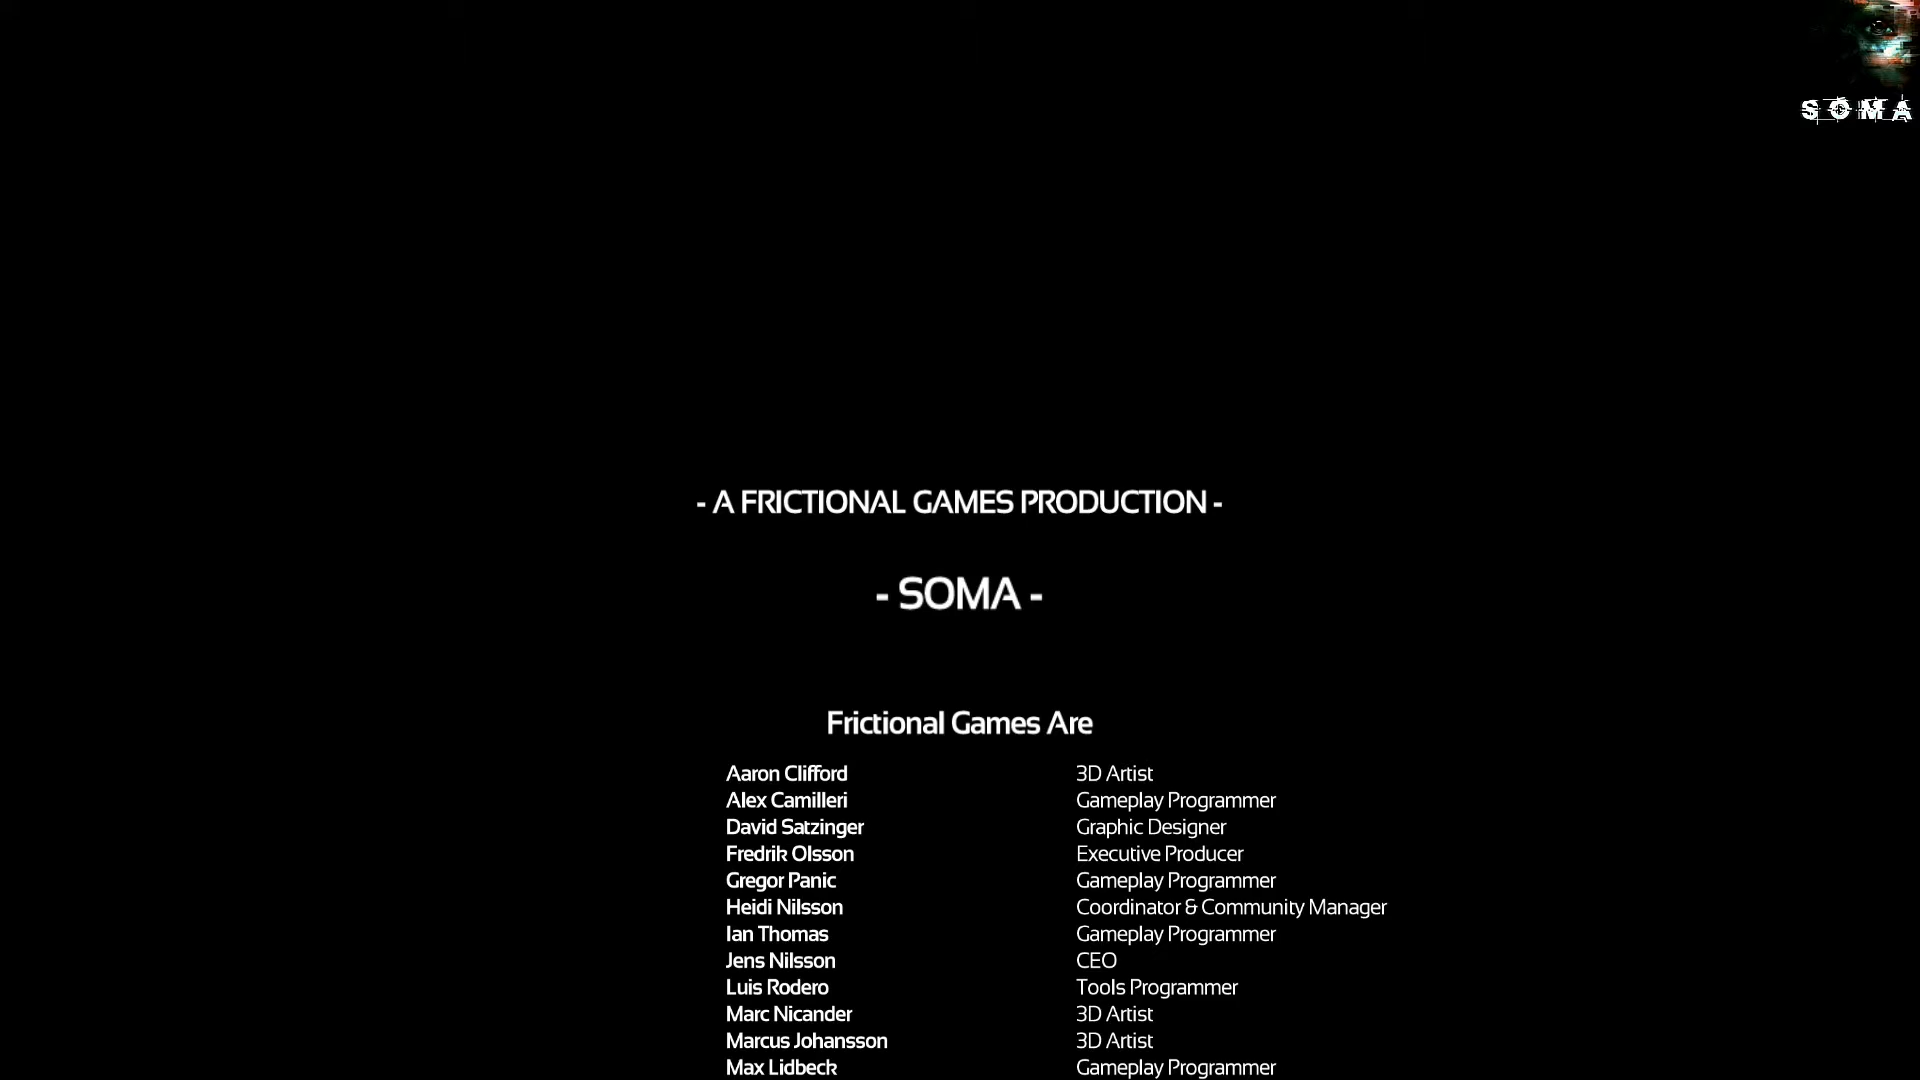 SOMA
- A FRICTIONAL GAMES PRODUCTION -
- SOMA -
Frictional Games Are
Aaron Clifford 3D Artist
Alex Camilleri Gameplay Programmer
David Satzinger Graphic Designer
Fredrik Olsson Executive Producer
Gregor Panic Gameplay Programmer
Heidi Nilsson Coordinator & Community Manager
Ian Thomas Gameplay Programmer
Jens Nilsson CEO
Luis Rodero Tools Programmer
Marc Nicander 3D Artist
Marcus Johansson 3D Artist
Max Lidbeck Gameplay Programmer